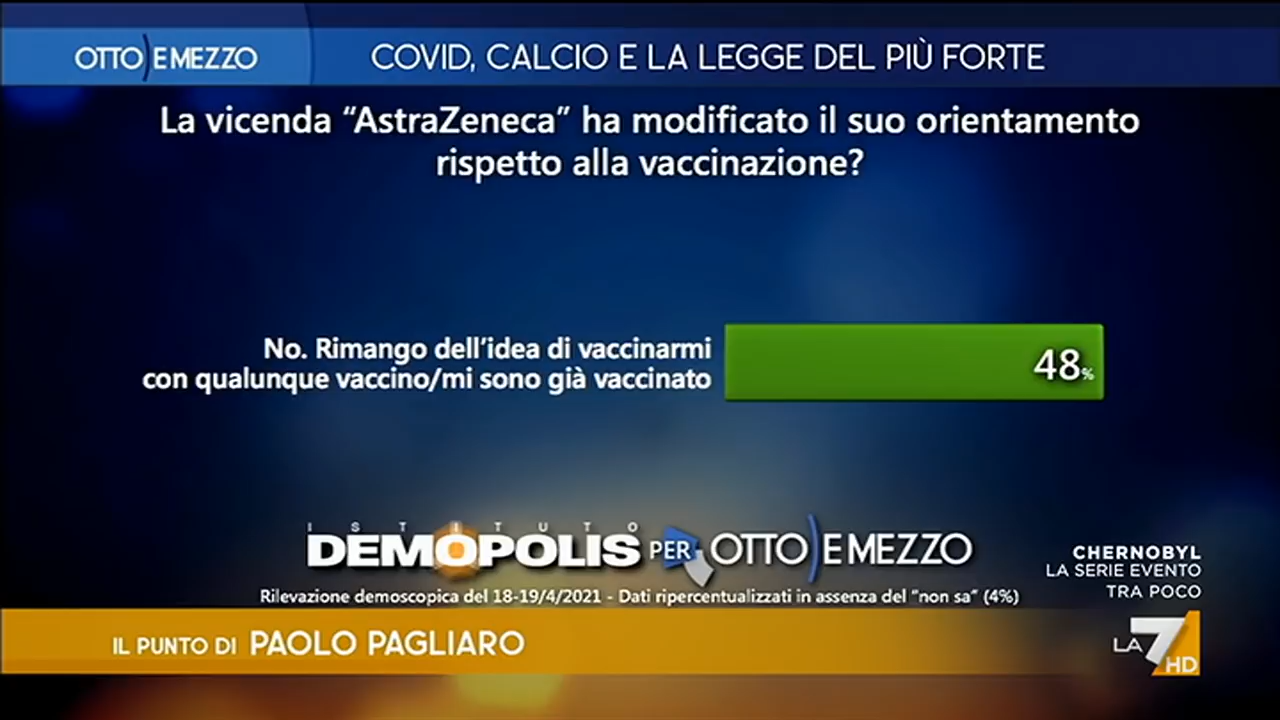 OTTO E MEZZO
COVID, CALCIO E LA LEGGE DEL PIÙ FORTE
La vicenda “AstraZeneca” ha modificato il suo orientamento
rispetto alla vaccinazione?
No. Rimango dell’idea di vaccinarmi
con qualunque vaccino/mi sono già vaccinato
48%
ISTITUTO
DEMOPOLIS PER OTTO E MEZZO
Rilevazione demoscopica del 18-19/4/2021 - Dati ripercentualizzati in assenza del “non sa” (4%)
CHERNOBYL
LA SERIE EVENTO
TRA POCO
IL PUNTO DI PAOLO PAGLIARO
LA7 HD